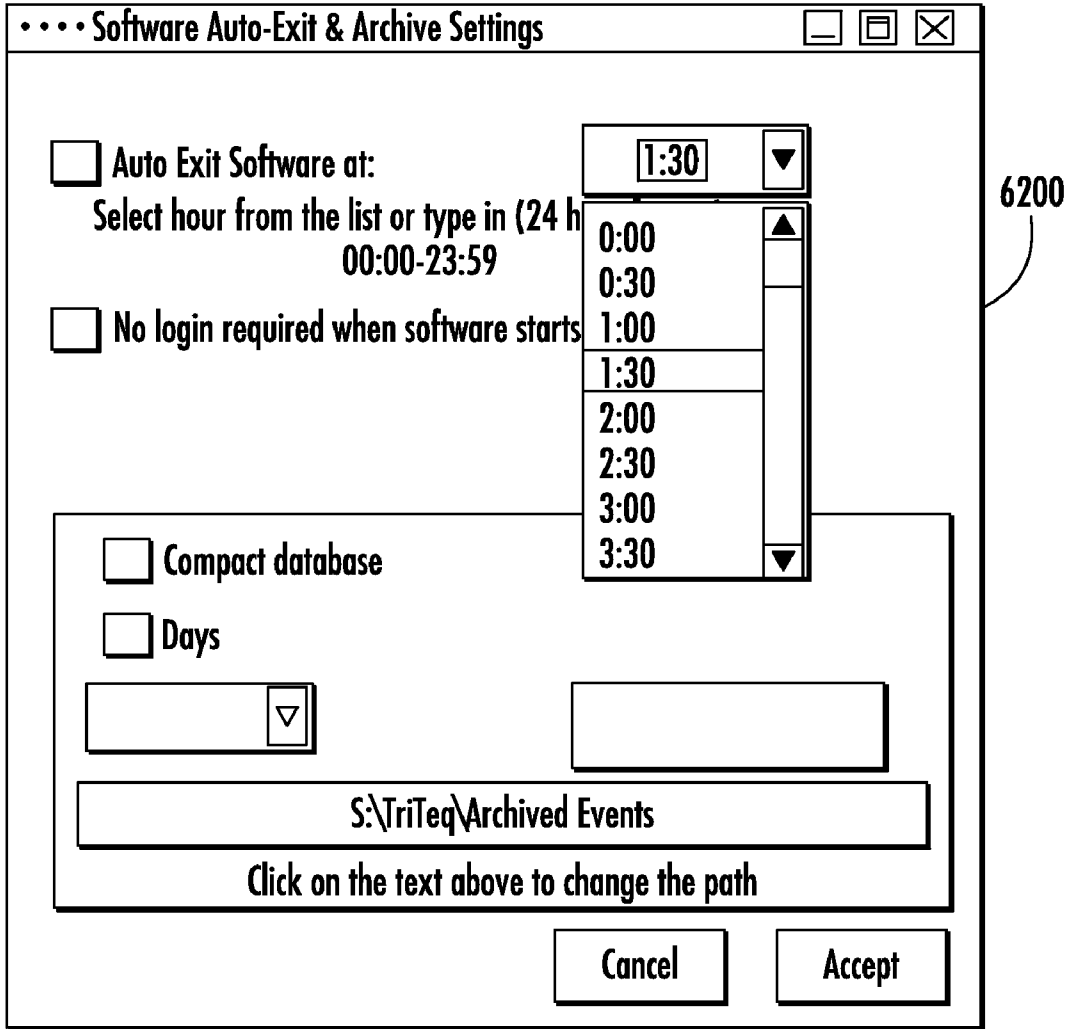 Software Auto-Exit & Archive Settings
Auto Exit Software at:
1:30
Select hour from the list or type in (24 h
00:00-23:59
No login required when software starts
0:00
0:30
1:00
1:30
2:00
2:30
3:00
3:30
6200
Compact database
Days
S:\TriTeq\Archived Events
Click on the text above to change the path
Cancel
Accept